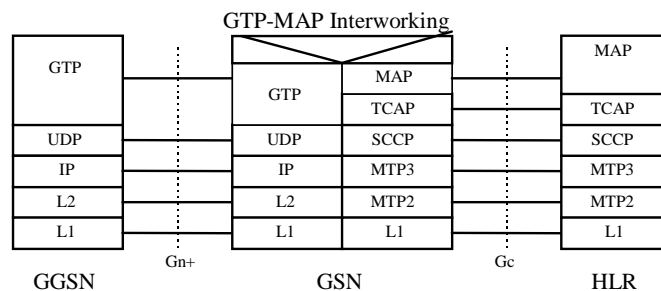 GTP-MAP Interworking
GTP MAP MAP
GTP TCAP TCAP
UDP UDP SCCP SCCP
IP IP MTP3 MTP3
L2 L2 MTP2 MTP2
L1 L1 L1 L1
Gn+ Gc
GGSN GSN HLR